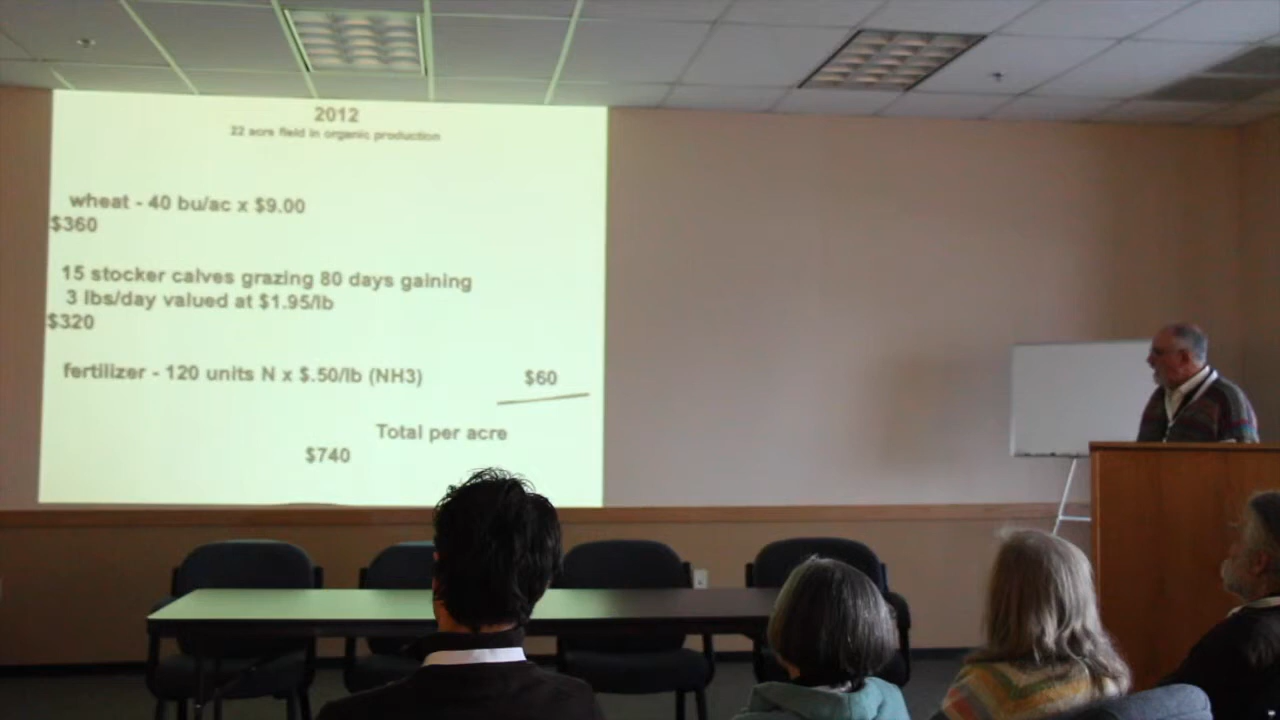 2012
22 acre field in organic production
wheat - 40 bu/ac x $9.00
$360
15 stocker calves grazing 80 days gaining
3 lbs/day valued at $1.95/lb
$320
fertilizer - 120 units N x $.50/lb (NH3) $60
Total per acre
$740